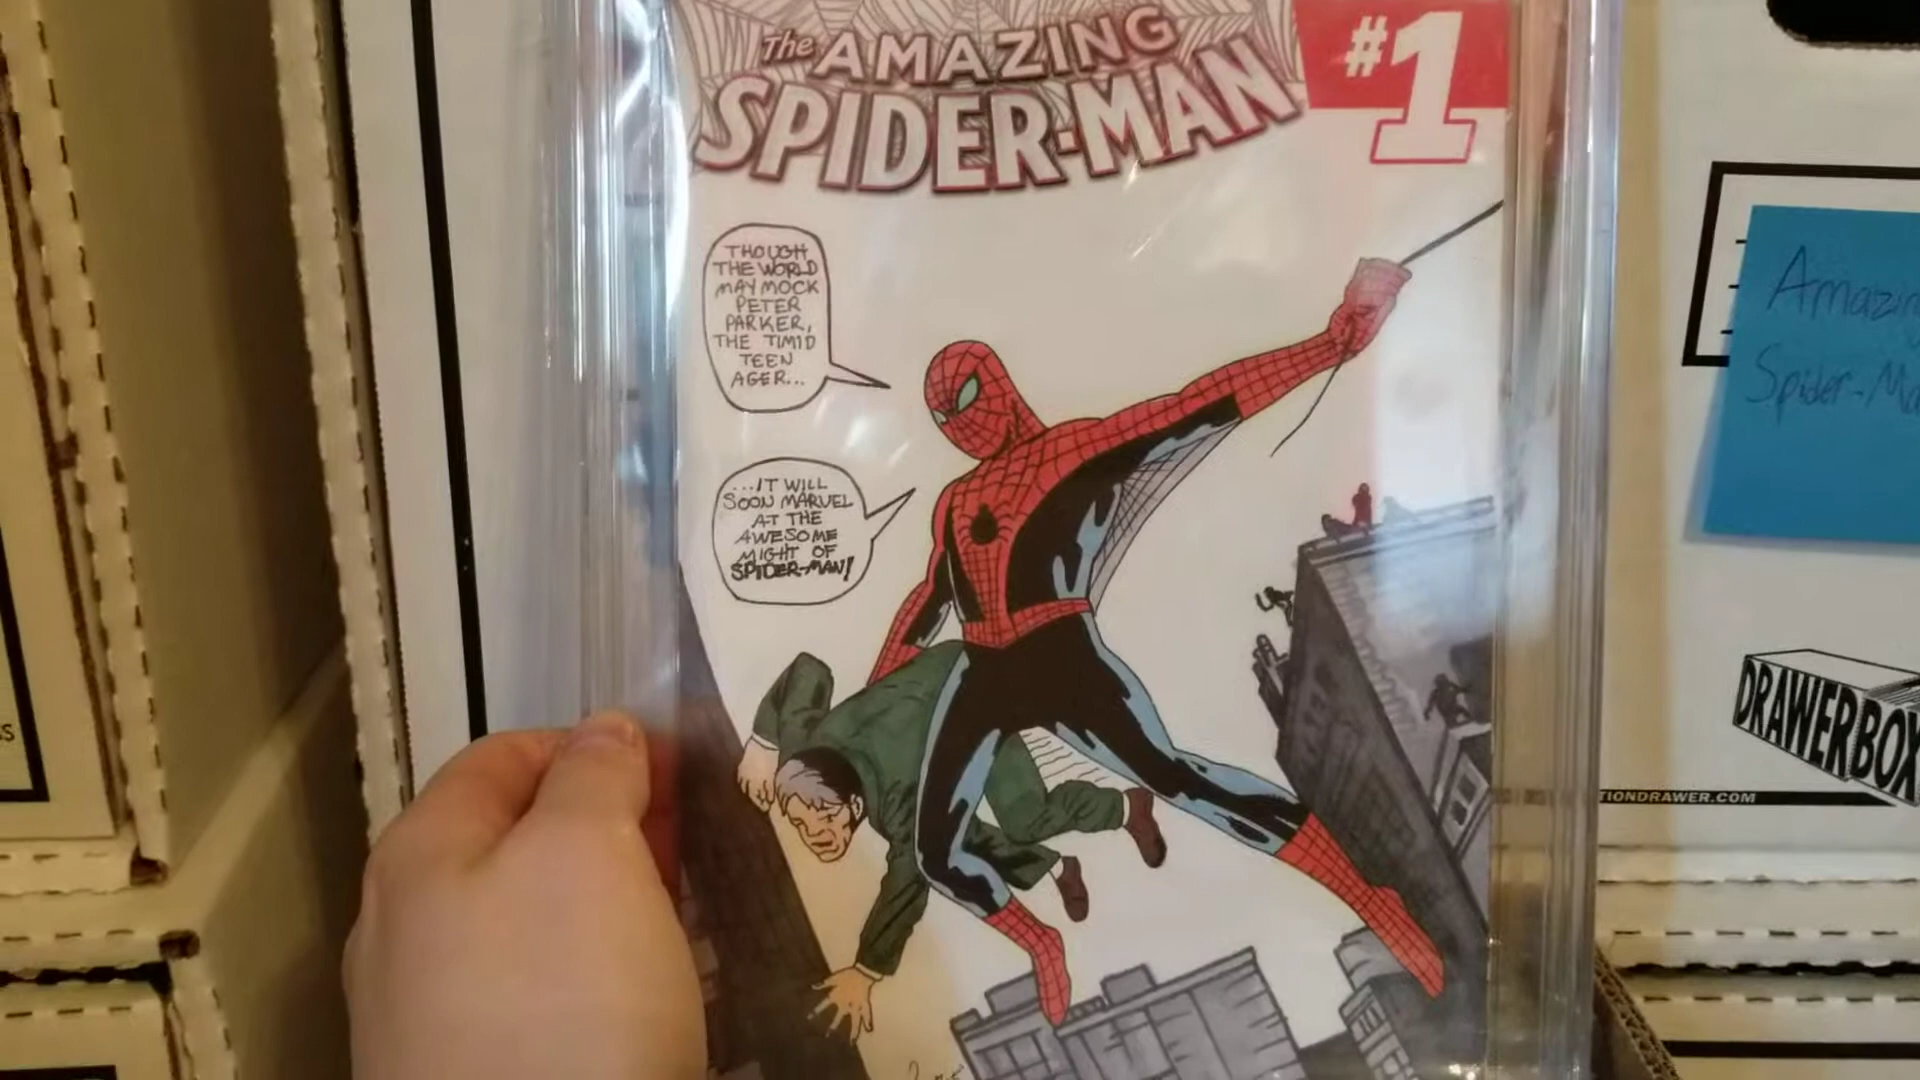 The AMAZING
SPIDER-MAN
#1
THOUGH
THE WORLD
MAY MOCK
PETER
PARKER,
THE TIMID
TEEN
AGER...
...IT WILL
SOON MARVEL
AT THE
AWESOME
MIGHT OF
SPIDER-MAN!
Amazing
Spider-Ma
DRAWERBOX
TIONDRAWER.COM